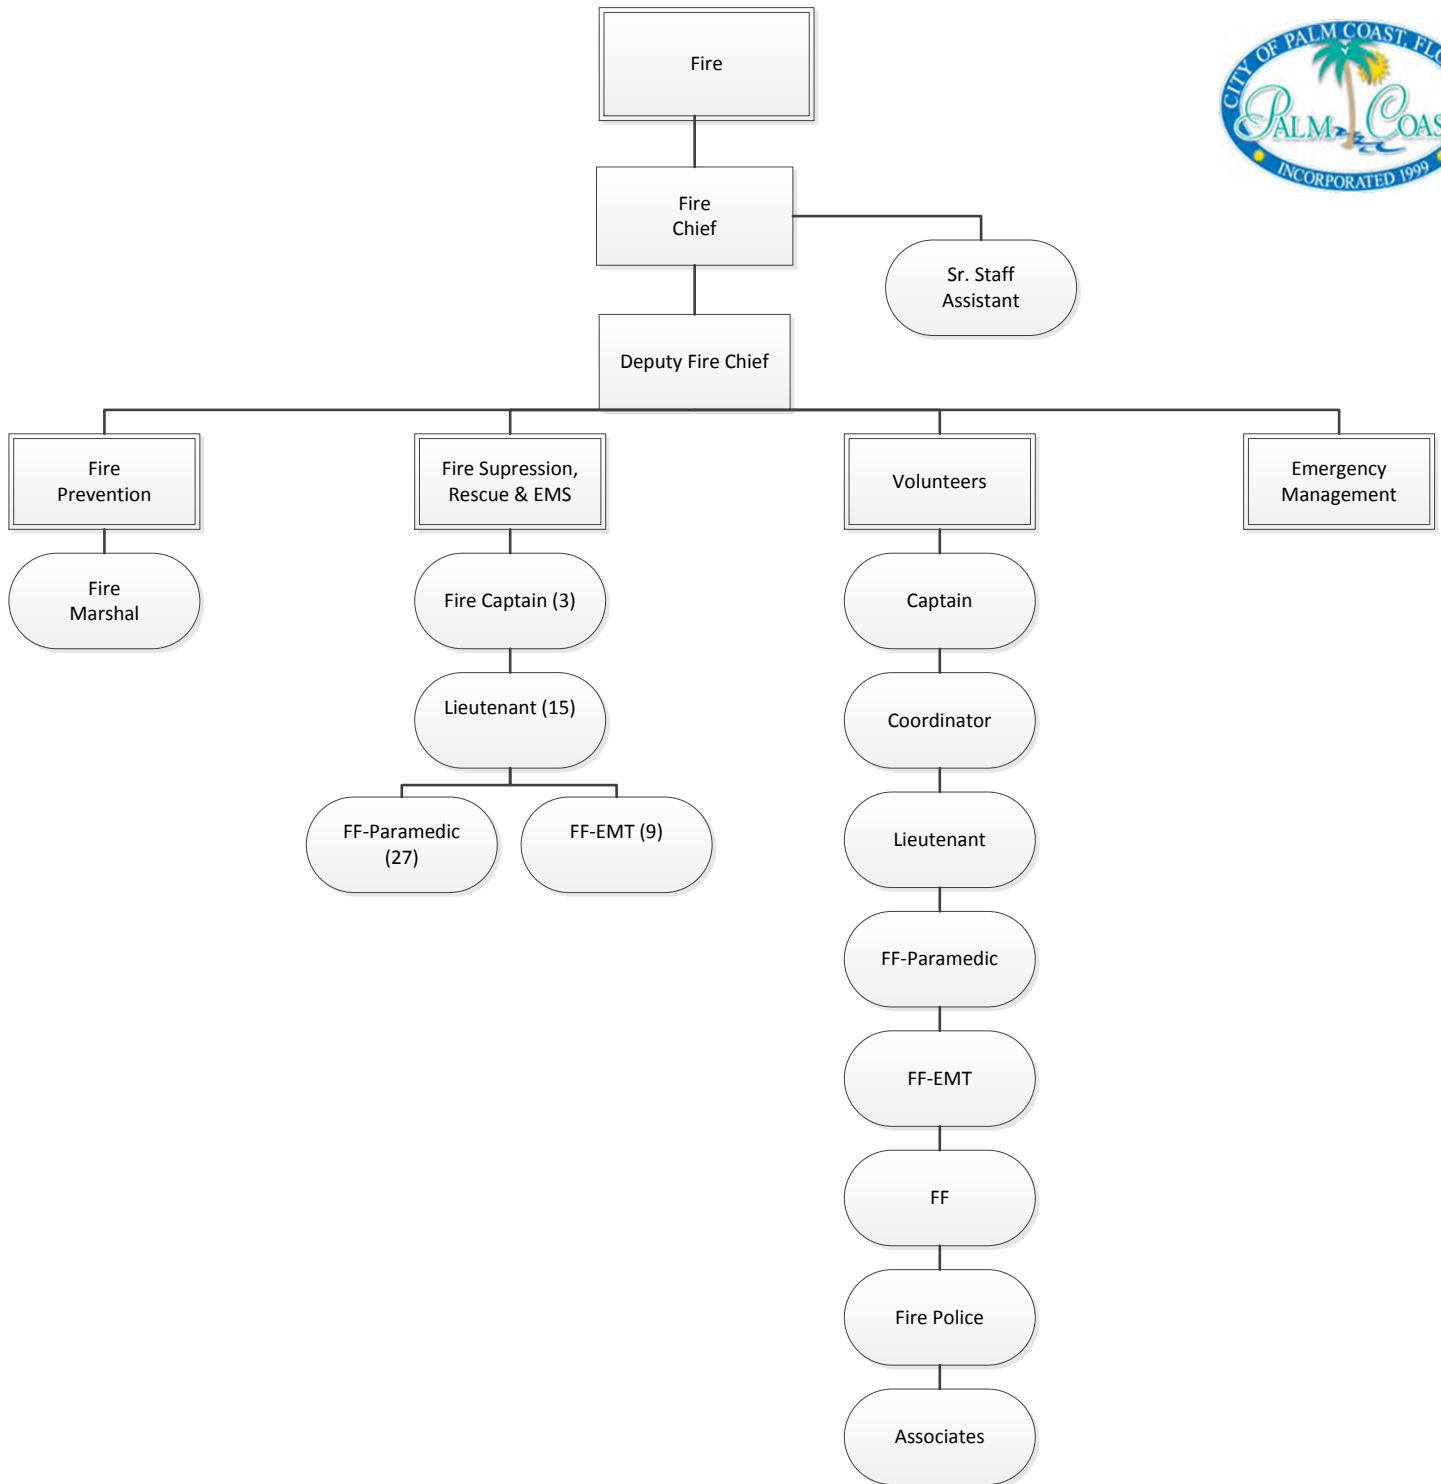 Fire
CITY OF PALM COAST, FLO
PALM COAS
INCORPORATED 1999
Fire
Chief
Sr. Staff
Assistant
Deputy Fire Chief
Fire
Prevention
Fire Supression,
Rescue & EMS
Volunteers
Emergency
Management
Fire
Marshal
Fire Captain (3)
Captain
Lieutenant (15)
Coordinator
FF-Paramedic
(27)
FF-EMT (9)
Lieutenant
FF-Paramedic
FF-EMT
FF
Fire Police
Associates